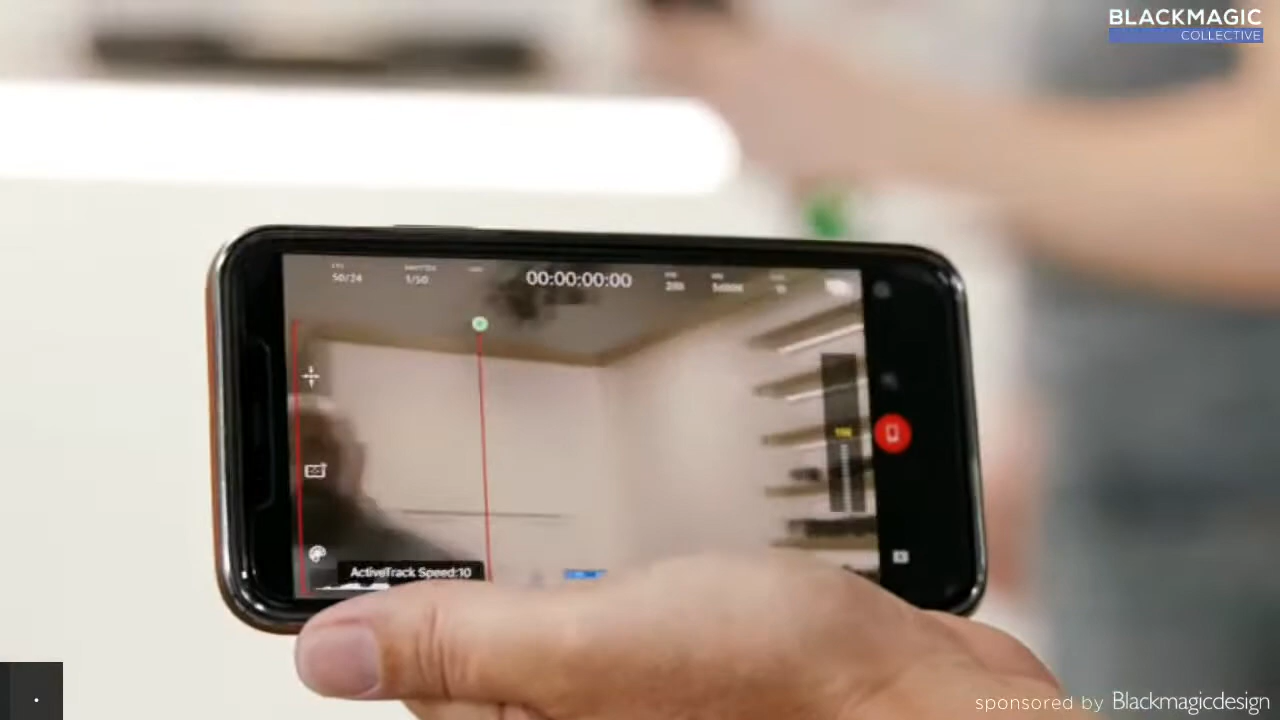 BLACKMAGIC
COLLECTIVE
00:00:00:00
50/24
1/50
ActiveTrack Speed:10
sponsored by Blackmagicdesign